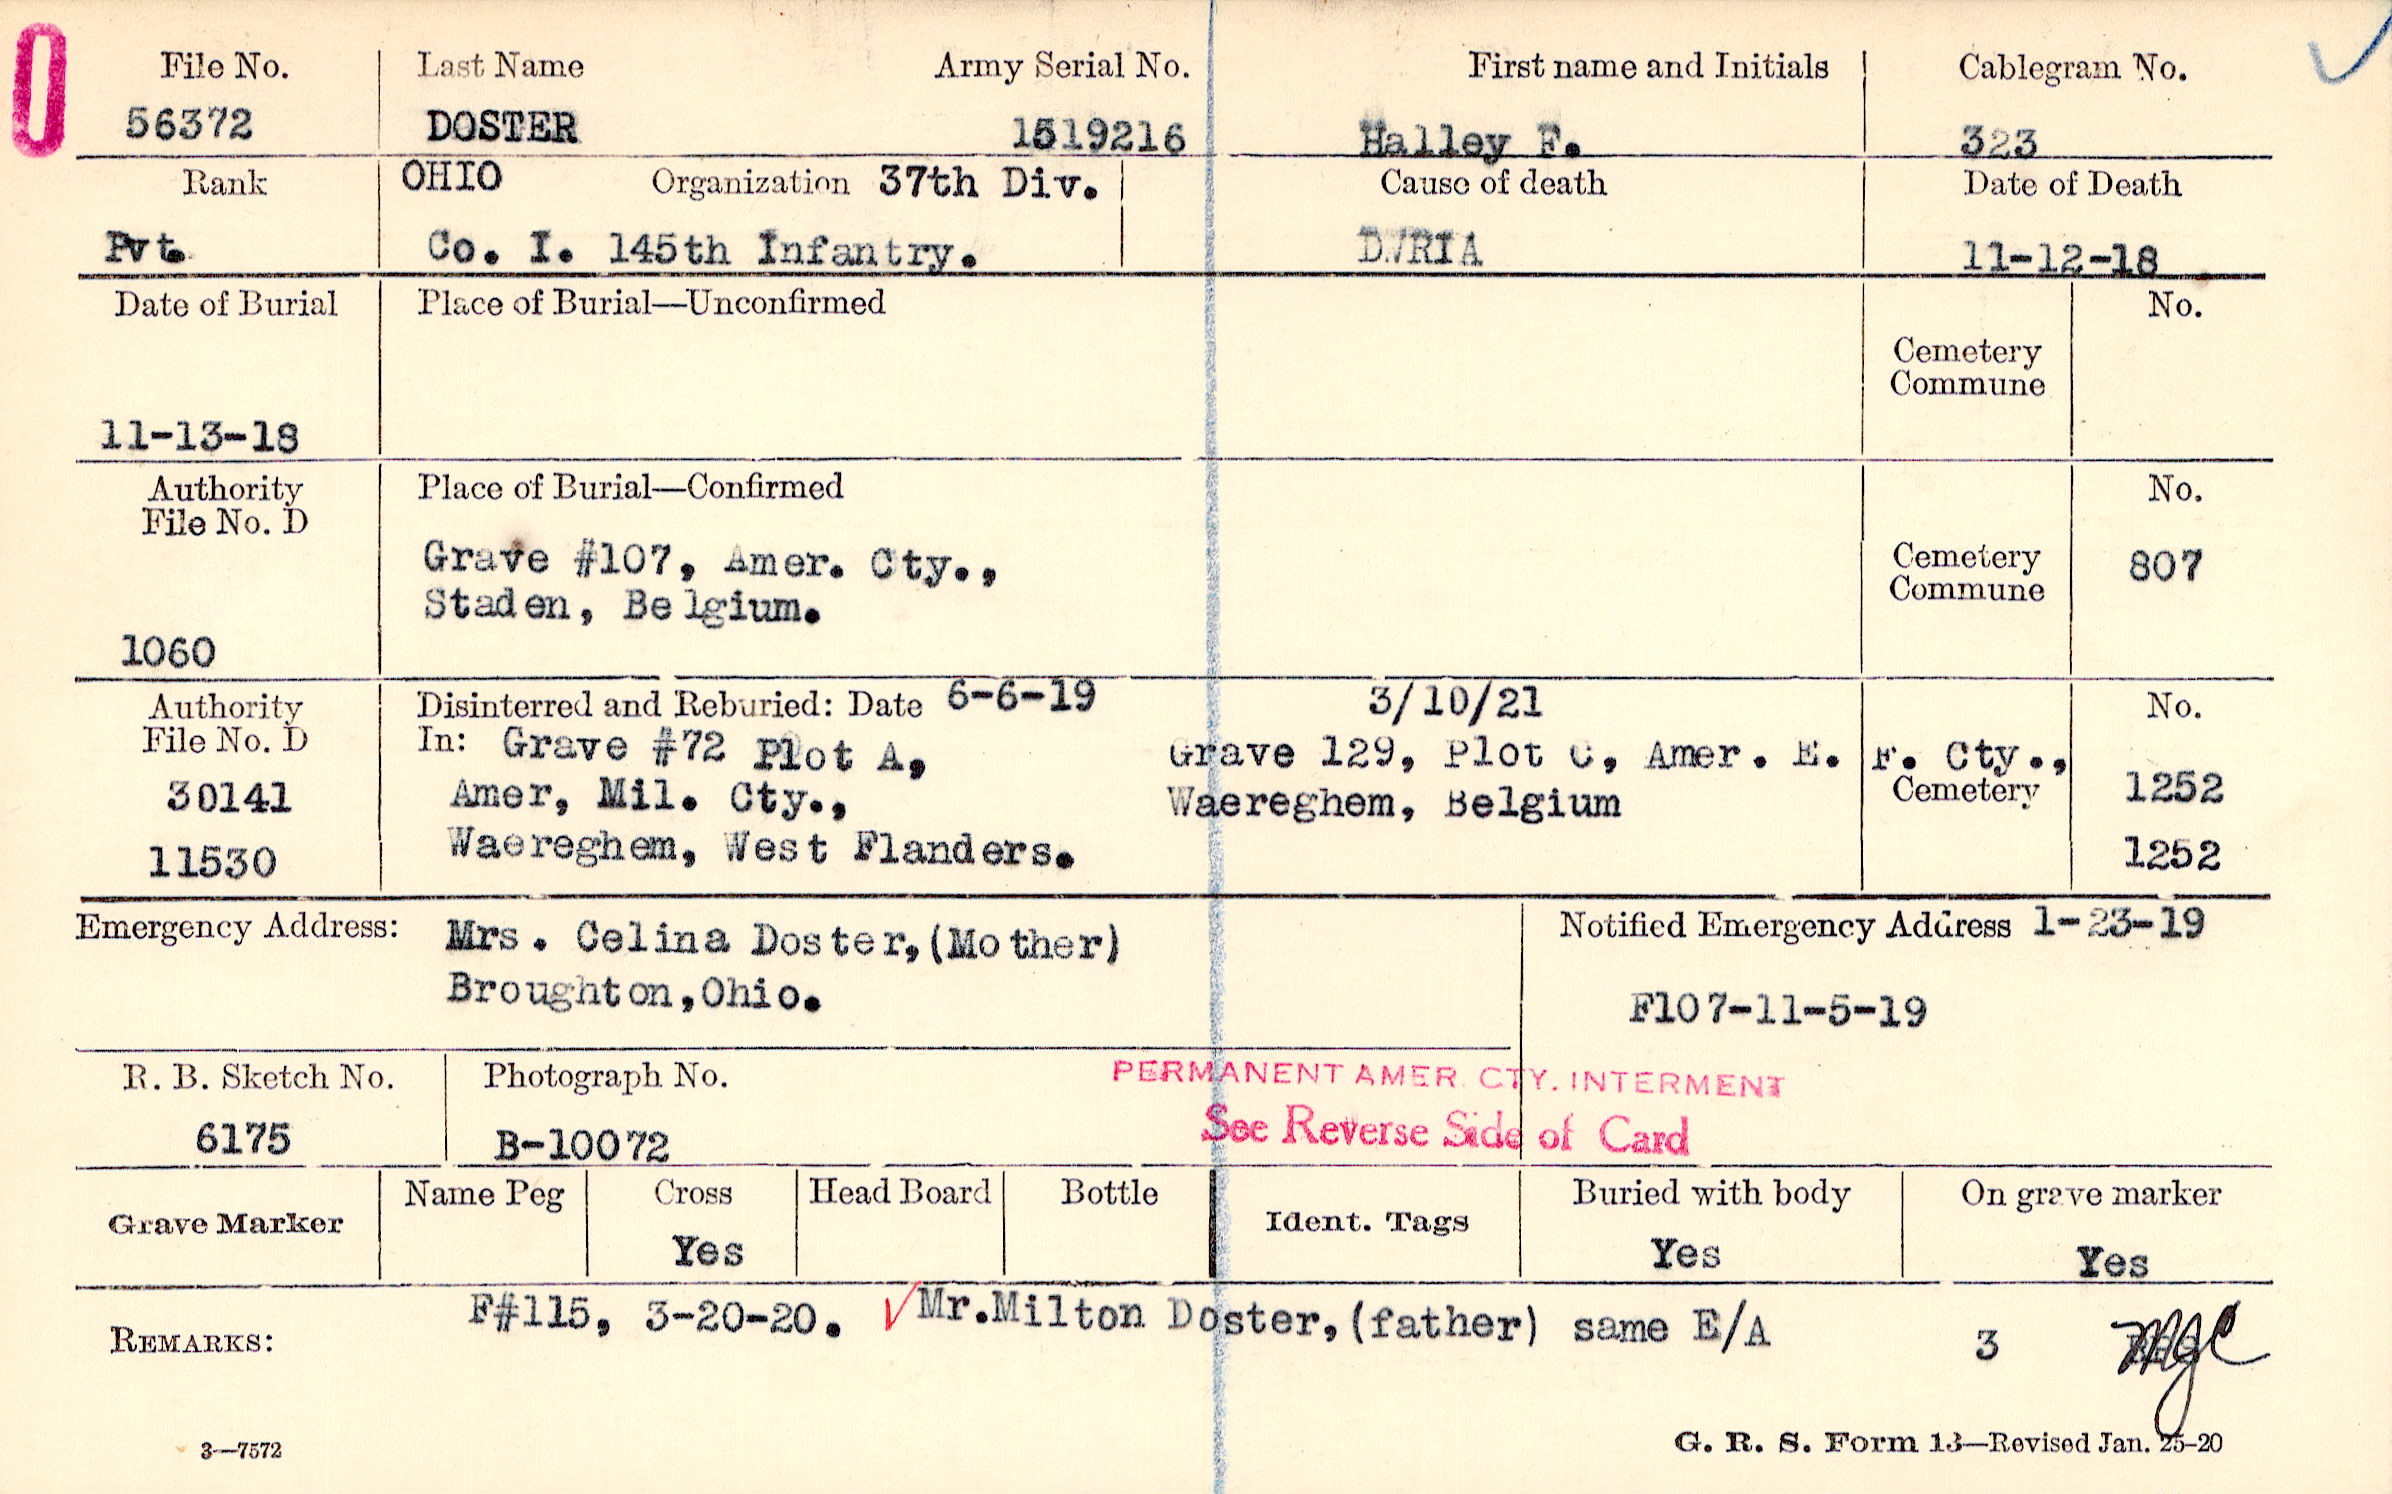 File No. Last Name Army Serial No. First name and Initials Cablegram No.
56372 DOSTER 1519216 Halley F. 323
Rank OHIO Organization 37th Div. Cause of death Date of Death
Pvt. Co. I. 145th Infantry. DWRIA 11-12-18
Date of Burial Place of Burial—Unconfirmed No.
Cemetery
Commune
11-13-18
Authority Place of Burial—Confirmed No.
File No. D
Grave #107, Amer. Cty., Cemetery 807
Staden, Belgium. Commune
1060
Authority Disinterred and Reburied: Date 6-6-19 3/10/21 No.
File No. D In: Grave #72 Plot A, Grave 129, Plot C, Amer. E. F. Cty.,
30141 Amer, Mil. Cty., Waereghem, Belgium Cemetery 1252
11530 Waereghem, West Flanders. 1252
Emergency Address: Mrs. Celina Doster,(Mother) Notified Emergency Address 1-23-19
Broughton,Ohio. F107-11-5-19
R. B. Sketch No. Photograph No. PERMANENT AMER. CTY. INTERMENT
6175 B-10072 See Reverse Side of Card
Grave Marker Name Peg Cross Head Board Bottle Ident. Tags Buried with body On grave marker
Yes Yes Yes
REMARKS: F#115, 3-20-20. ✓Mr.Milton Doster,(father) same E/A 3
3—7572 G. R. S. Form 13—Revised Jan. 25-20